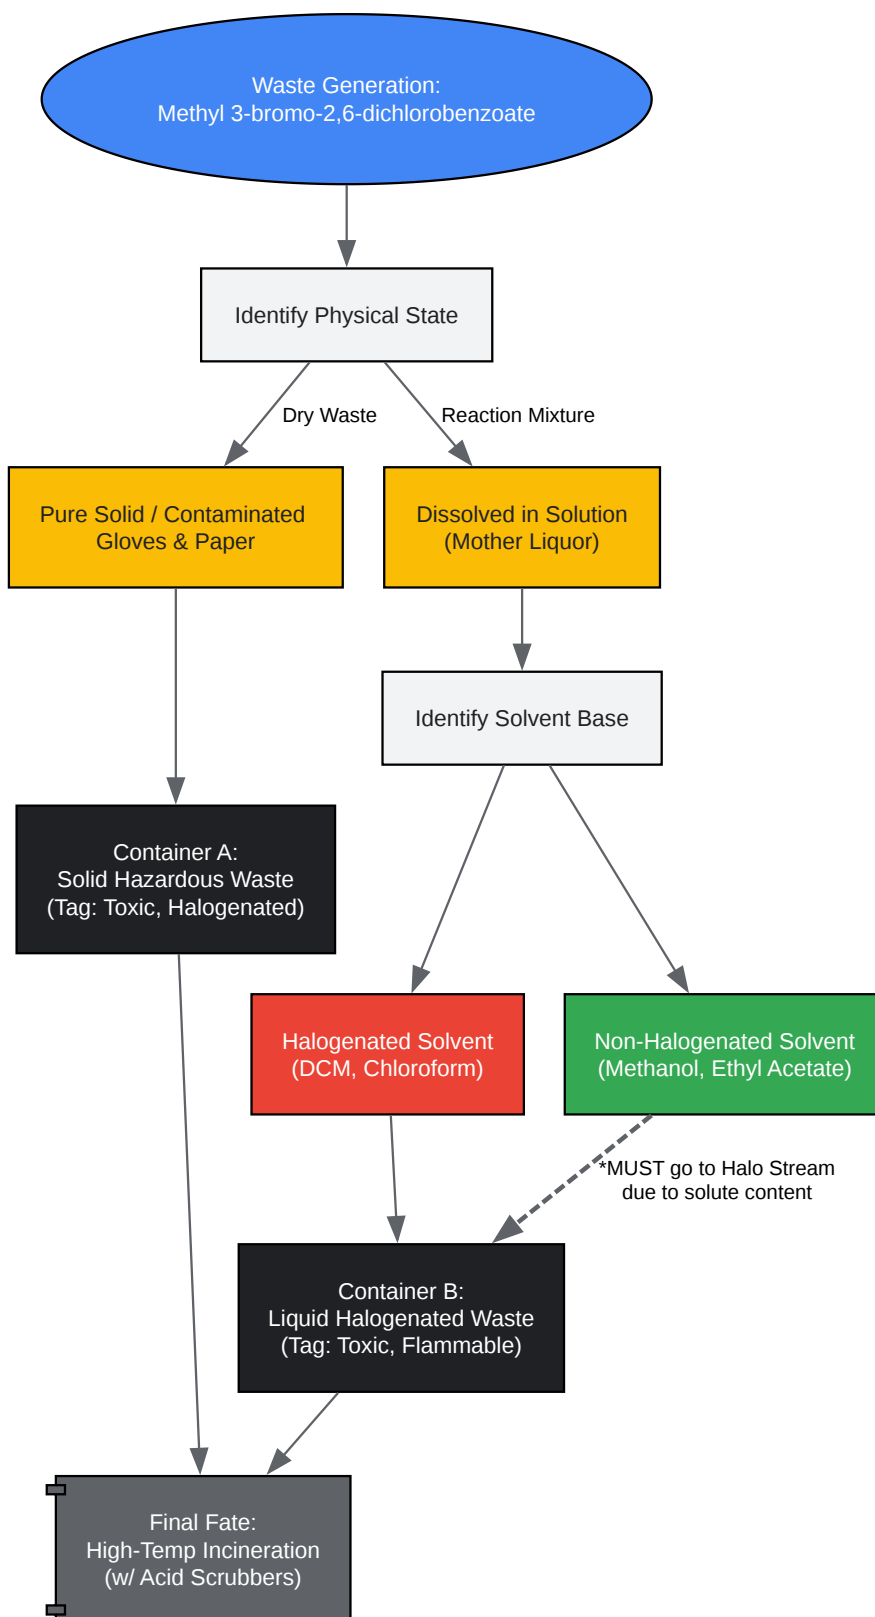 Waste Generation:
Methyl 3-bromo-2,6-dichlorobenzoate
Identify Physical State
Dry Waste
Reaction Mixture
Pure Solid / Contaminated
Gloves & Paper
Dissolved in Solution
(Mother Liquor)
Identify Solvent Base
Container A:
Solid Hazardous Waste
(Tag: Toxic, Halogenated)
Halogenated Solvent
(DCM, Chloroform)
Non-Halogenated Solvent
(Methanol, Ethyl Acetate)
*MUST go to Halo Stream
due to solute content
Container B:
Liquid Halogenated Waste
(Tag: Toxic, Flammable)
Final Fate:
High-Temp Incineration
(w/ Acid Scrubbers)